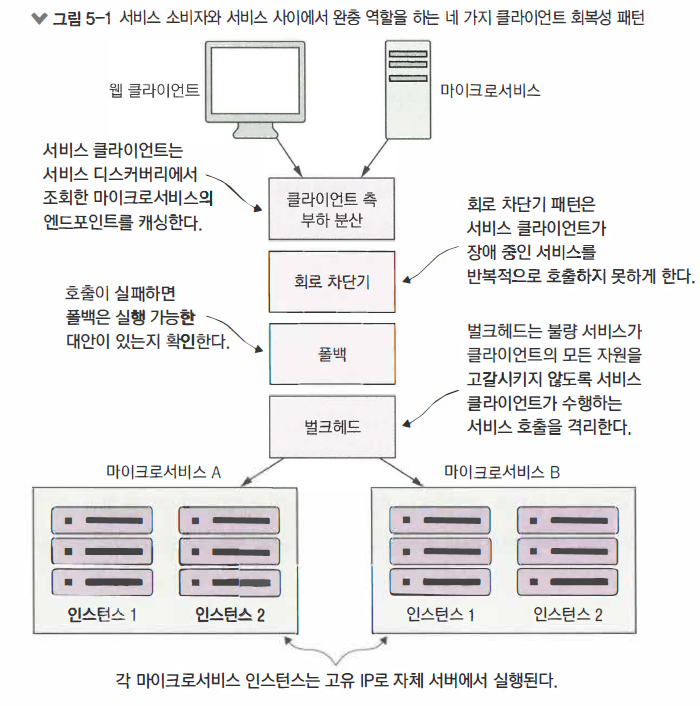 그림 5-1 서비스 소비자와 서비스 사이에서 완충 역할을 하는 네 가지 클라이언트 회복성 패턴
웹 클라이언트
마이크로서비스
서비스 클라이언트는
서비스 디스커버리에서
조회한 마이크로서비스의
엔드포인트를 캐싱한다.
클라이언트 측
부하 분산
회로 차단기 패턴은
서비스 클라이언트가
장애 중인 서비스를
반복적으로 호출하지 못하게 한다.
회로 차단기
호출이 실패하면
폴백은 실행 가능한
대안이 있는지 확인한다.
폴백
벌크헤드는 불량 서비스가
클라이언트의 모든 자원을
고갈시키지 않도록 서비스
클라이언트가 수행하는
서비스 호출을 격리한다.
벌크헤드
마이크로서비스 A
마이크로서비스 B
인스턴스 1
인스턴스 2
인스턴스 1
인스턴스 2
각 마이크로서비스 인스턴스는 고유 IP로 자체 서버에서 실행된다.